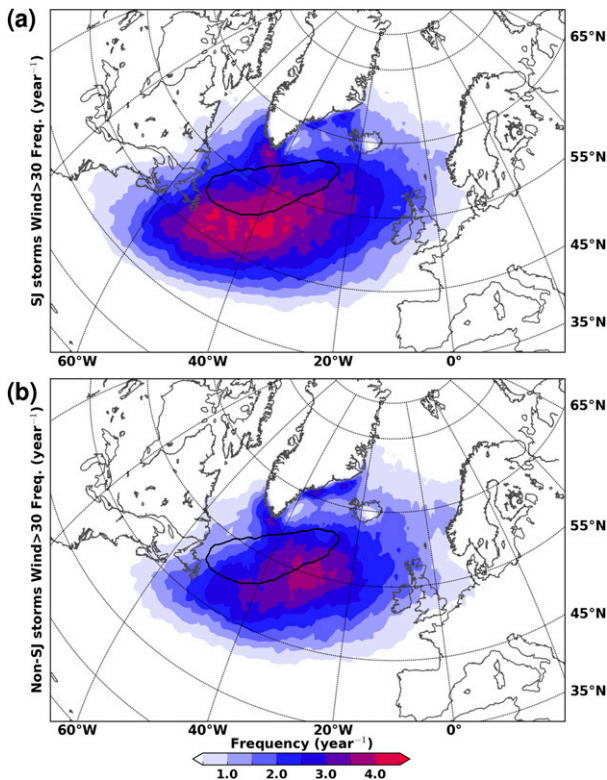 (a)
SJ storms Wind>30 Freq. (year⁻¹)
65°N
55°N
45°N
35°N
60°W 40°W 20°W 0°
(b)
Non-SJ storms Wind>30 Freq. (year⁻¹)
65°N
55°N
45°N
35°N
60°W 40°W 20°W 0°
Frequency (year⁻¹)
1.0 2.0 3.0 4.0